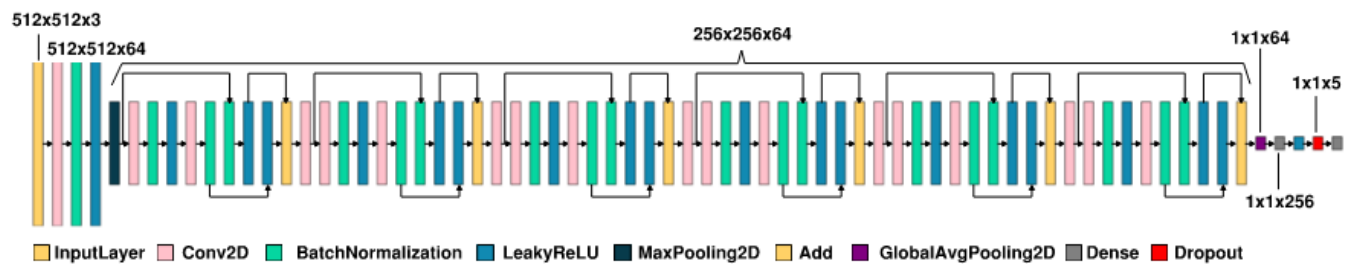 512x512x3
512x512x64
256x256x64
1x1x64
1x1x5
1x1x256
InputLayer Conv2D BatchNormalization LeakyReLU MaxPooling2D Add GlobalAvgPooling2D Dense Dropout